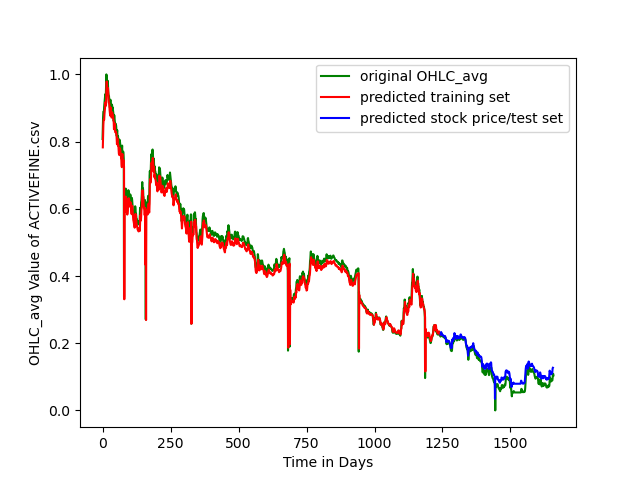 original OHLC_avg
predicted training set
predicted stock price/test set
OHLC_avg Value of ACTIVEFINE.csv
1.0
0.8
0.6
0.4
0.2
0.0
0 250 500 750 1000 1250 1500
Time in Days